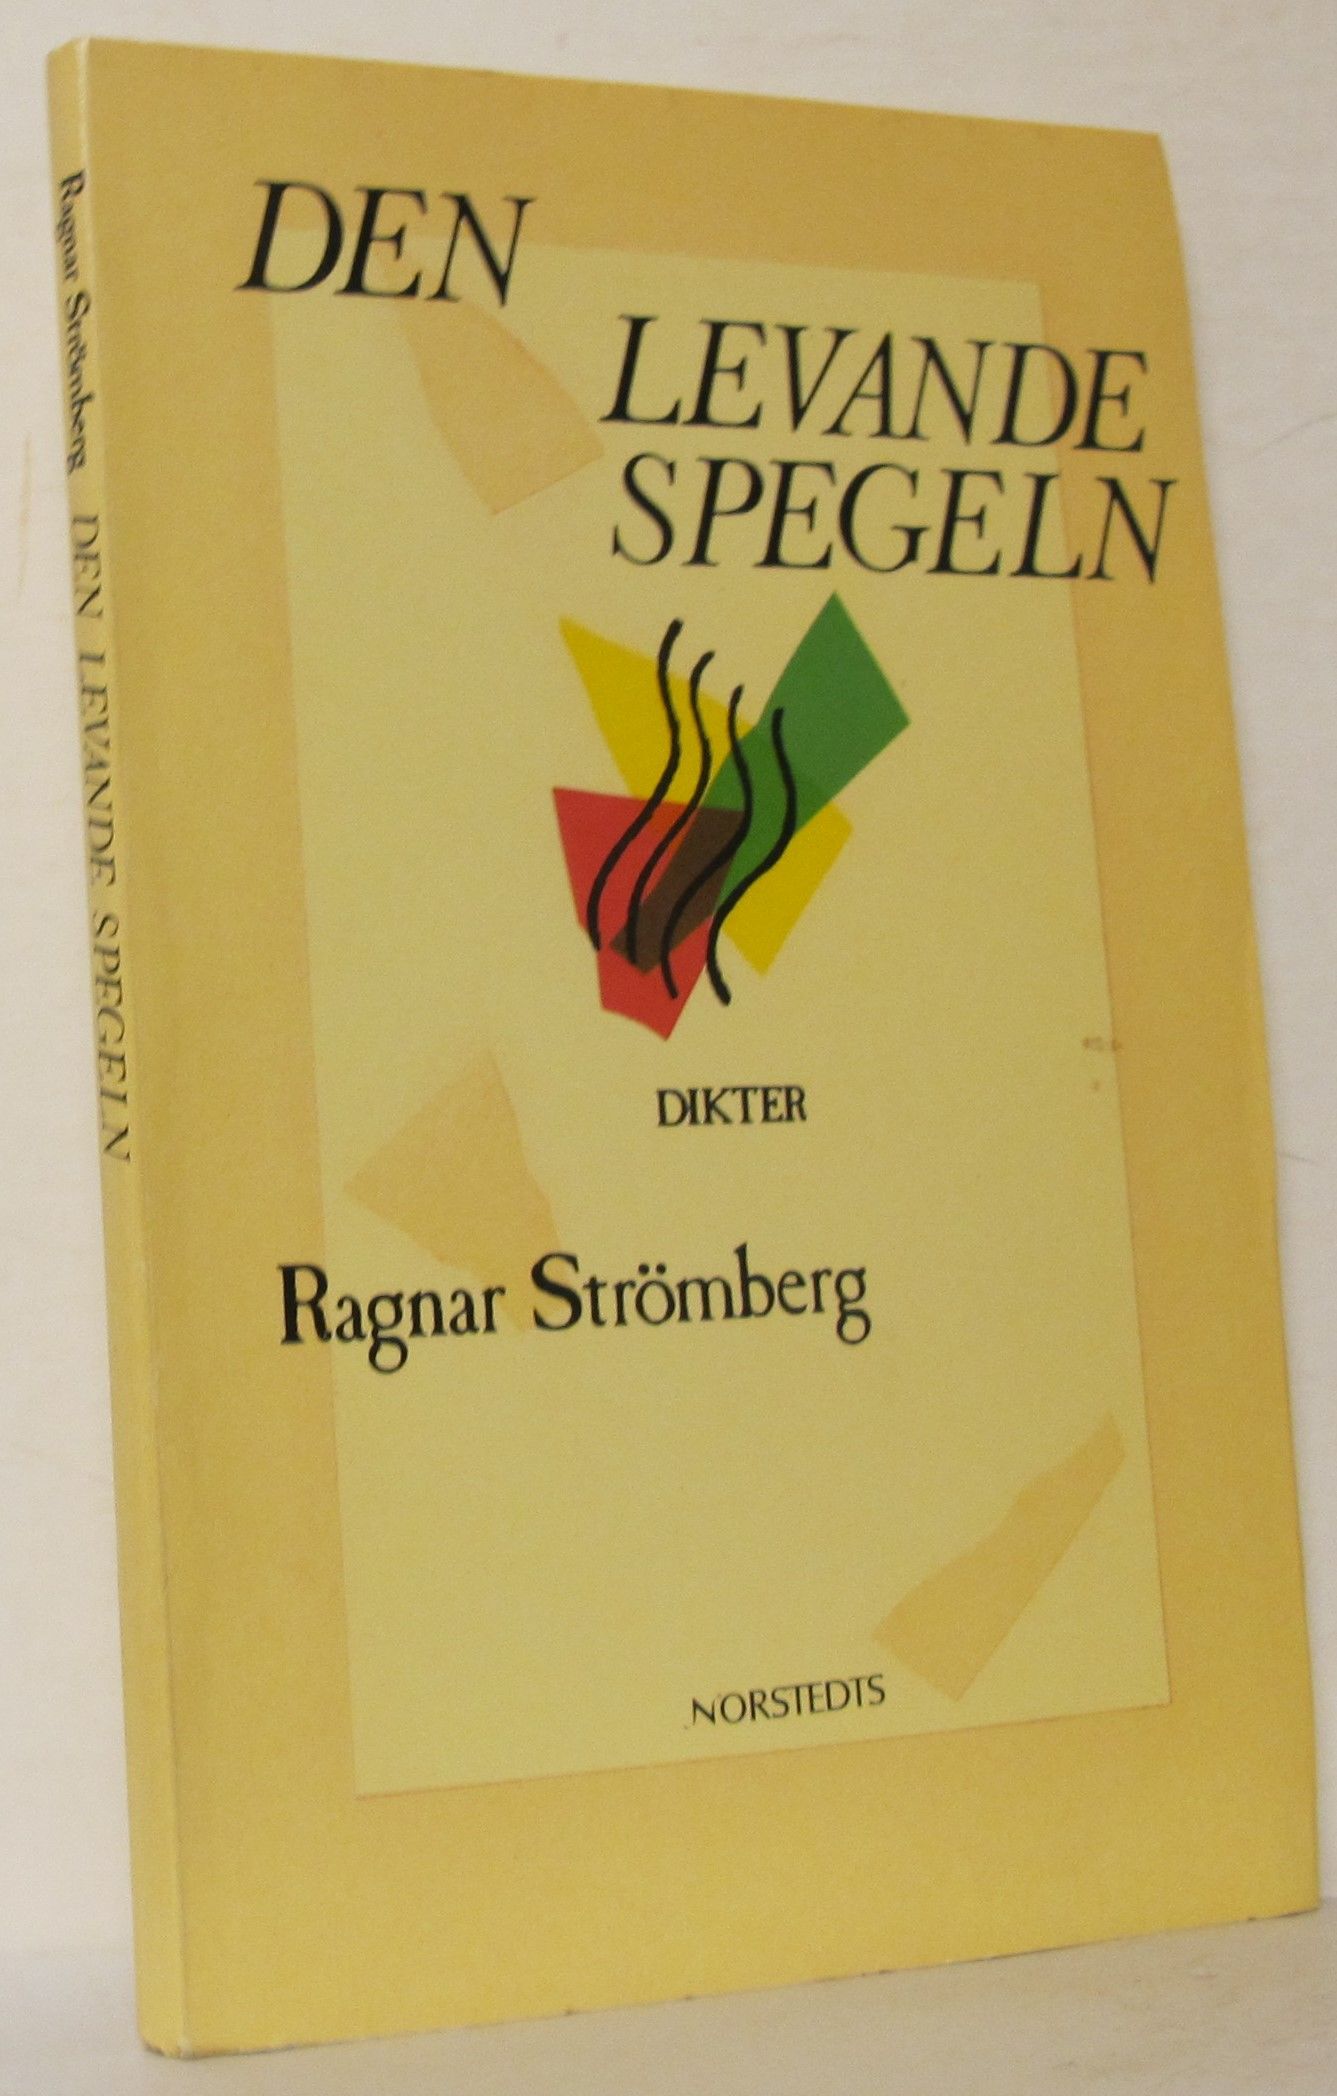 Ragnar Strömberg DEN LEVANDE SPEGELN
DEN
LEVANDE
SPEGELN
DIKTER
Ragnar Strömberg
NORSTEDTS